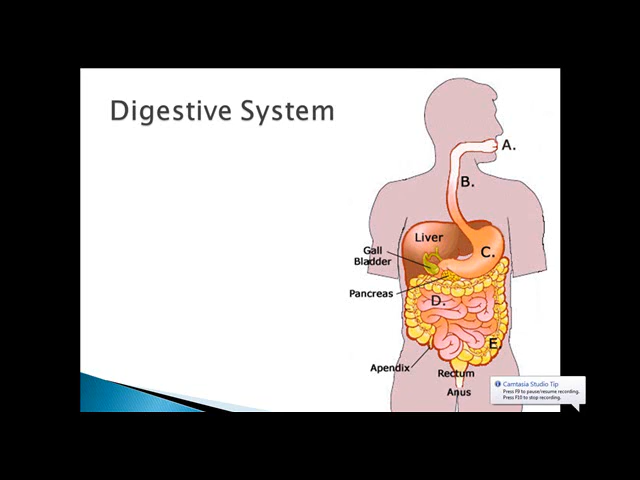 Digestive System
A.
B.
Liver
C.
Gall
Bladder
Pancreas
D.
E.
Apendix
Rectum
Anus
Camtasia Studio Tip
Press F9 to pause/resume recording.
Press F10 to stop recording.